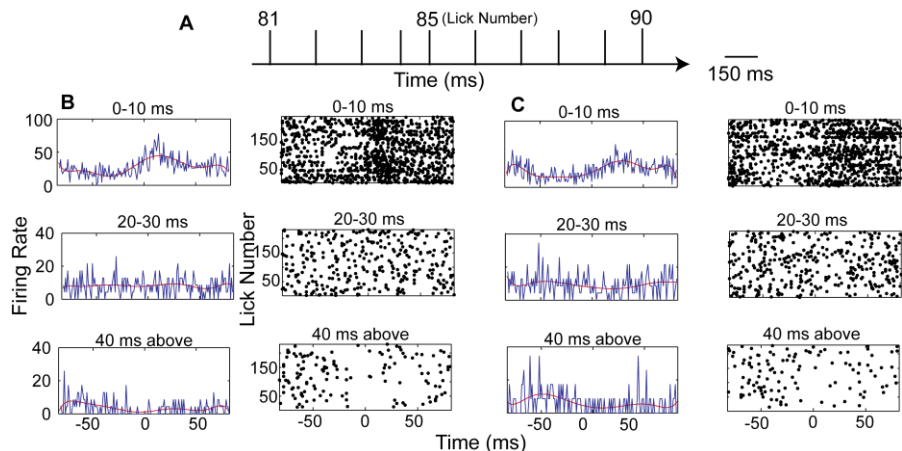 A
81 85 (Lick Number) 90
Time (ms)
150 ms
B
0-10 ms
0-10 ms
C
0-10 ms
0-10 ms
100
50
0
150
50
20-30 ms
20-30 ms
20-30 ms
20-30 ms
40
20
0
150
50
Firing Rate
Lick Number
40 ms above
40 ms above
40 ms above
40 ms above
40
20
0
150
50
-50 0 50
-50 0 50
-50 0 50
-50 0 50
Time (ms)